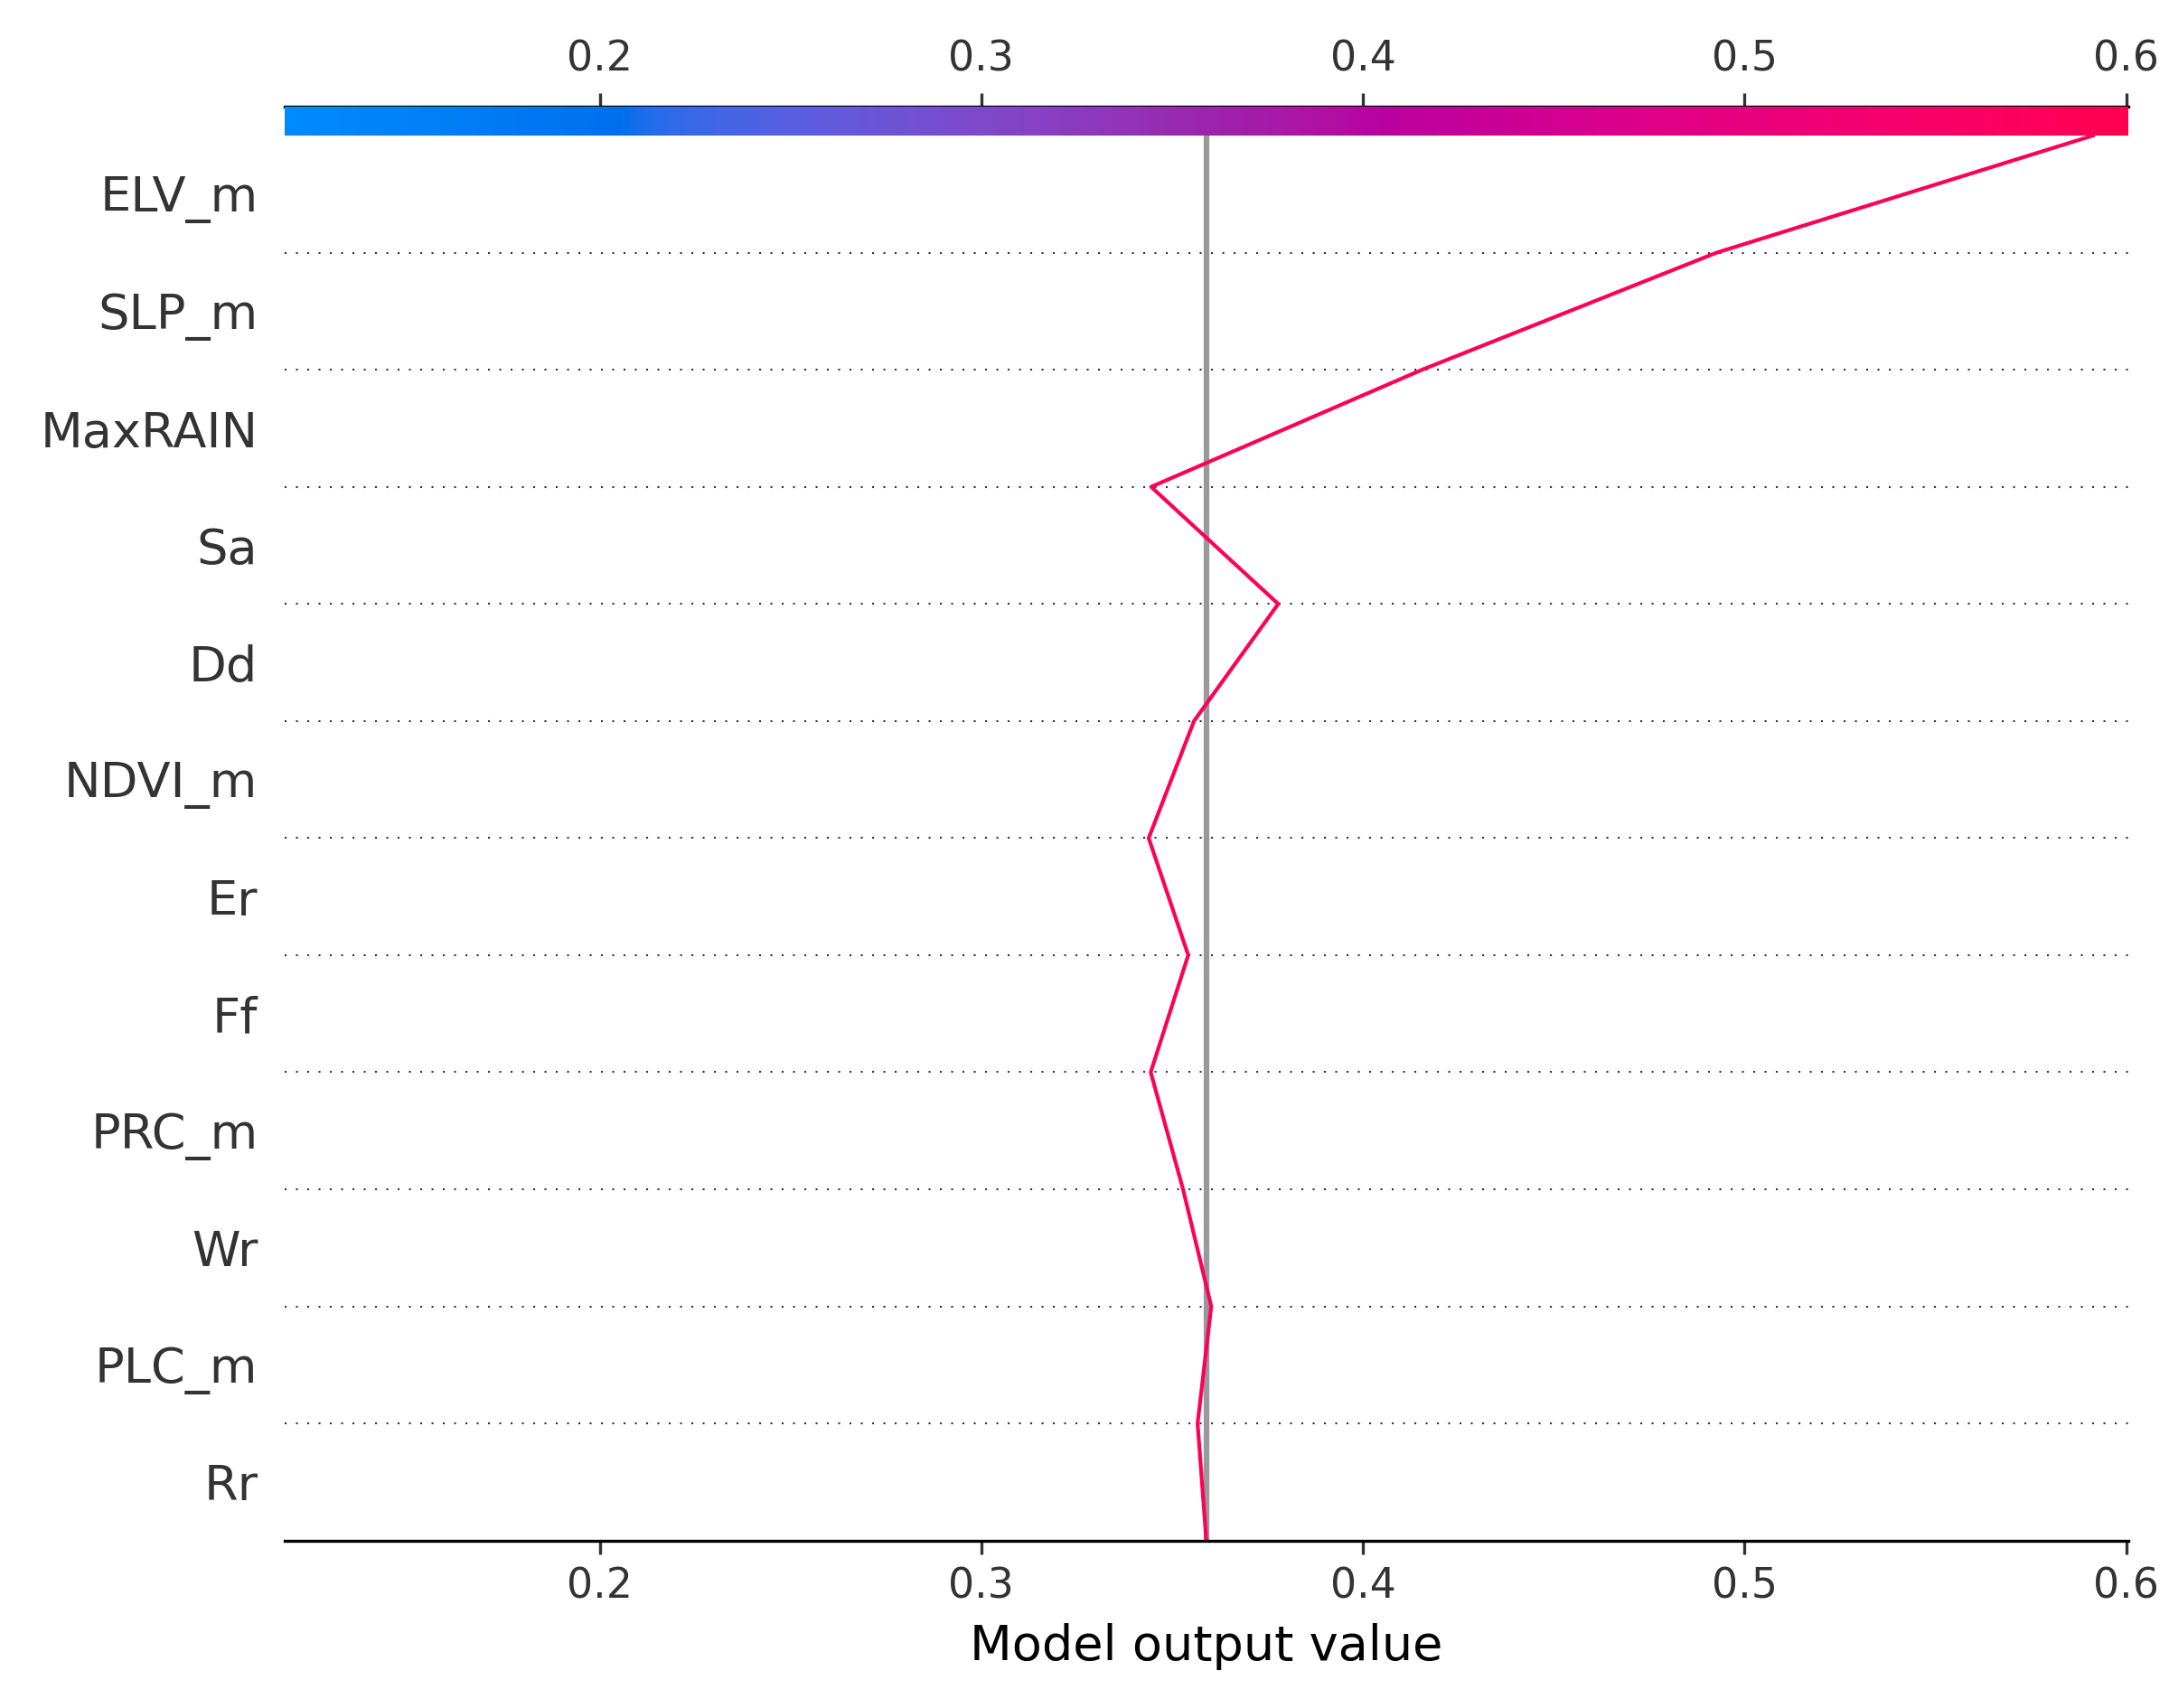 0.2 0.3 0.4 0.5 0.6
ELV_m
SLP_m
MaxRAIN
Sa
Dd
NDVI_m
Er
Ff
PRC_m
Wr
PLC_m
Rr
0.2 0.3 0.4 0.5 0.6
Model output value